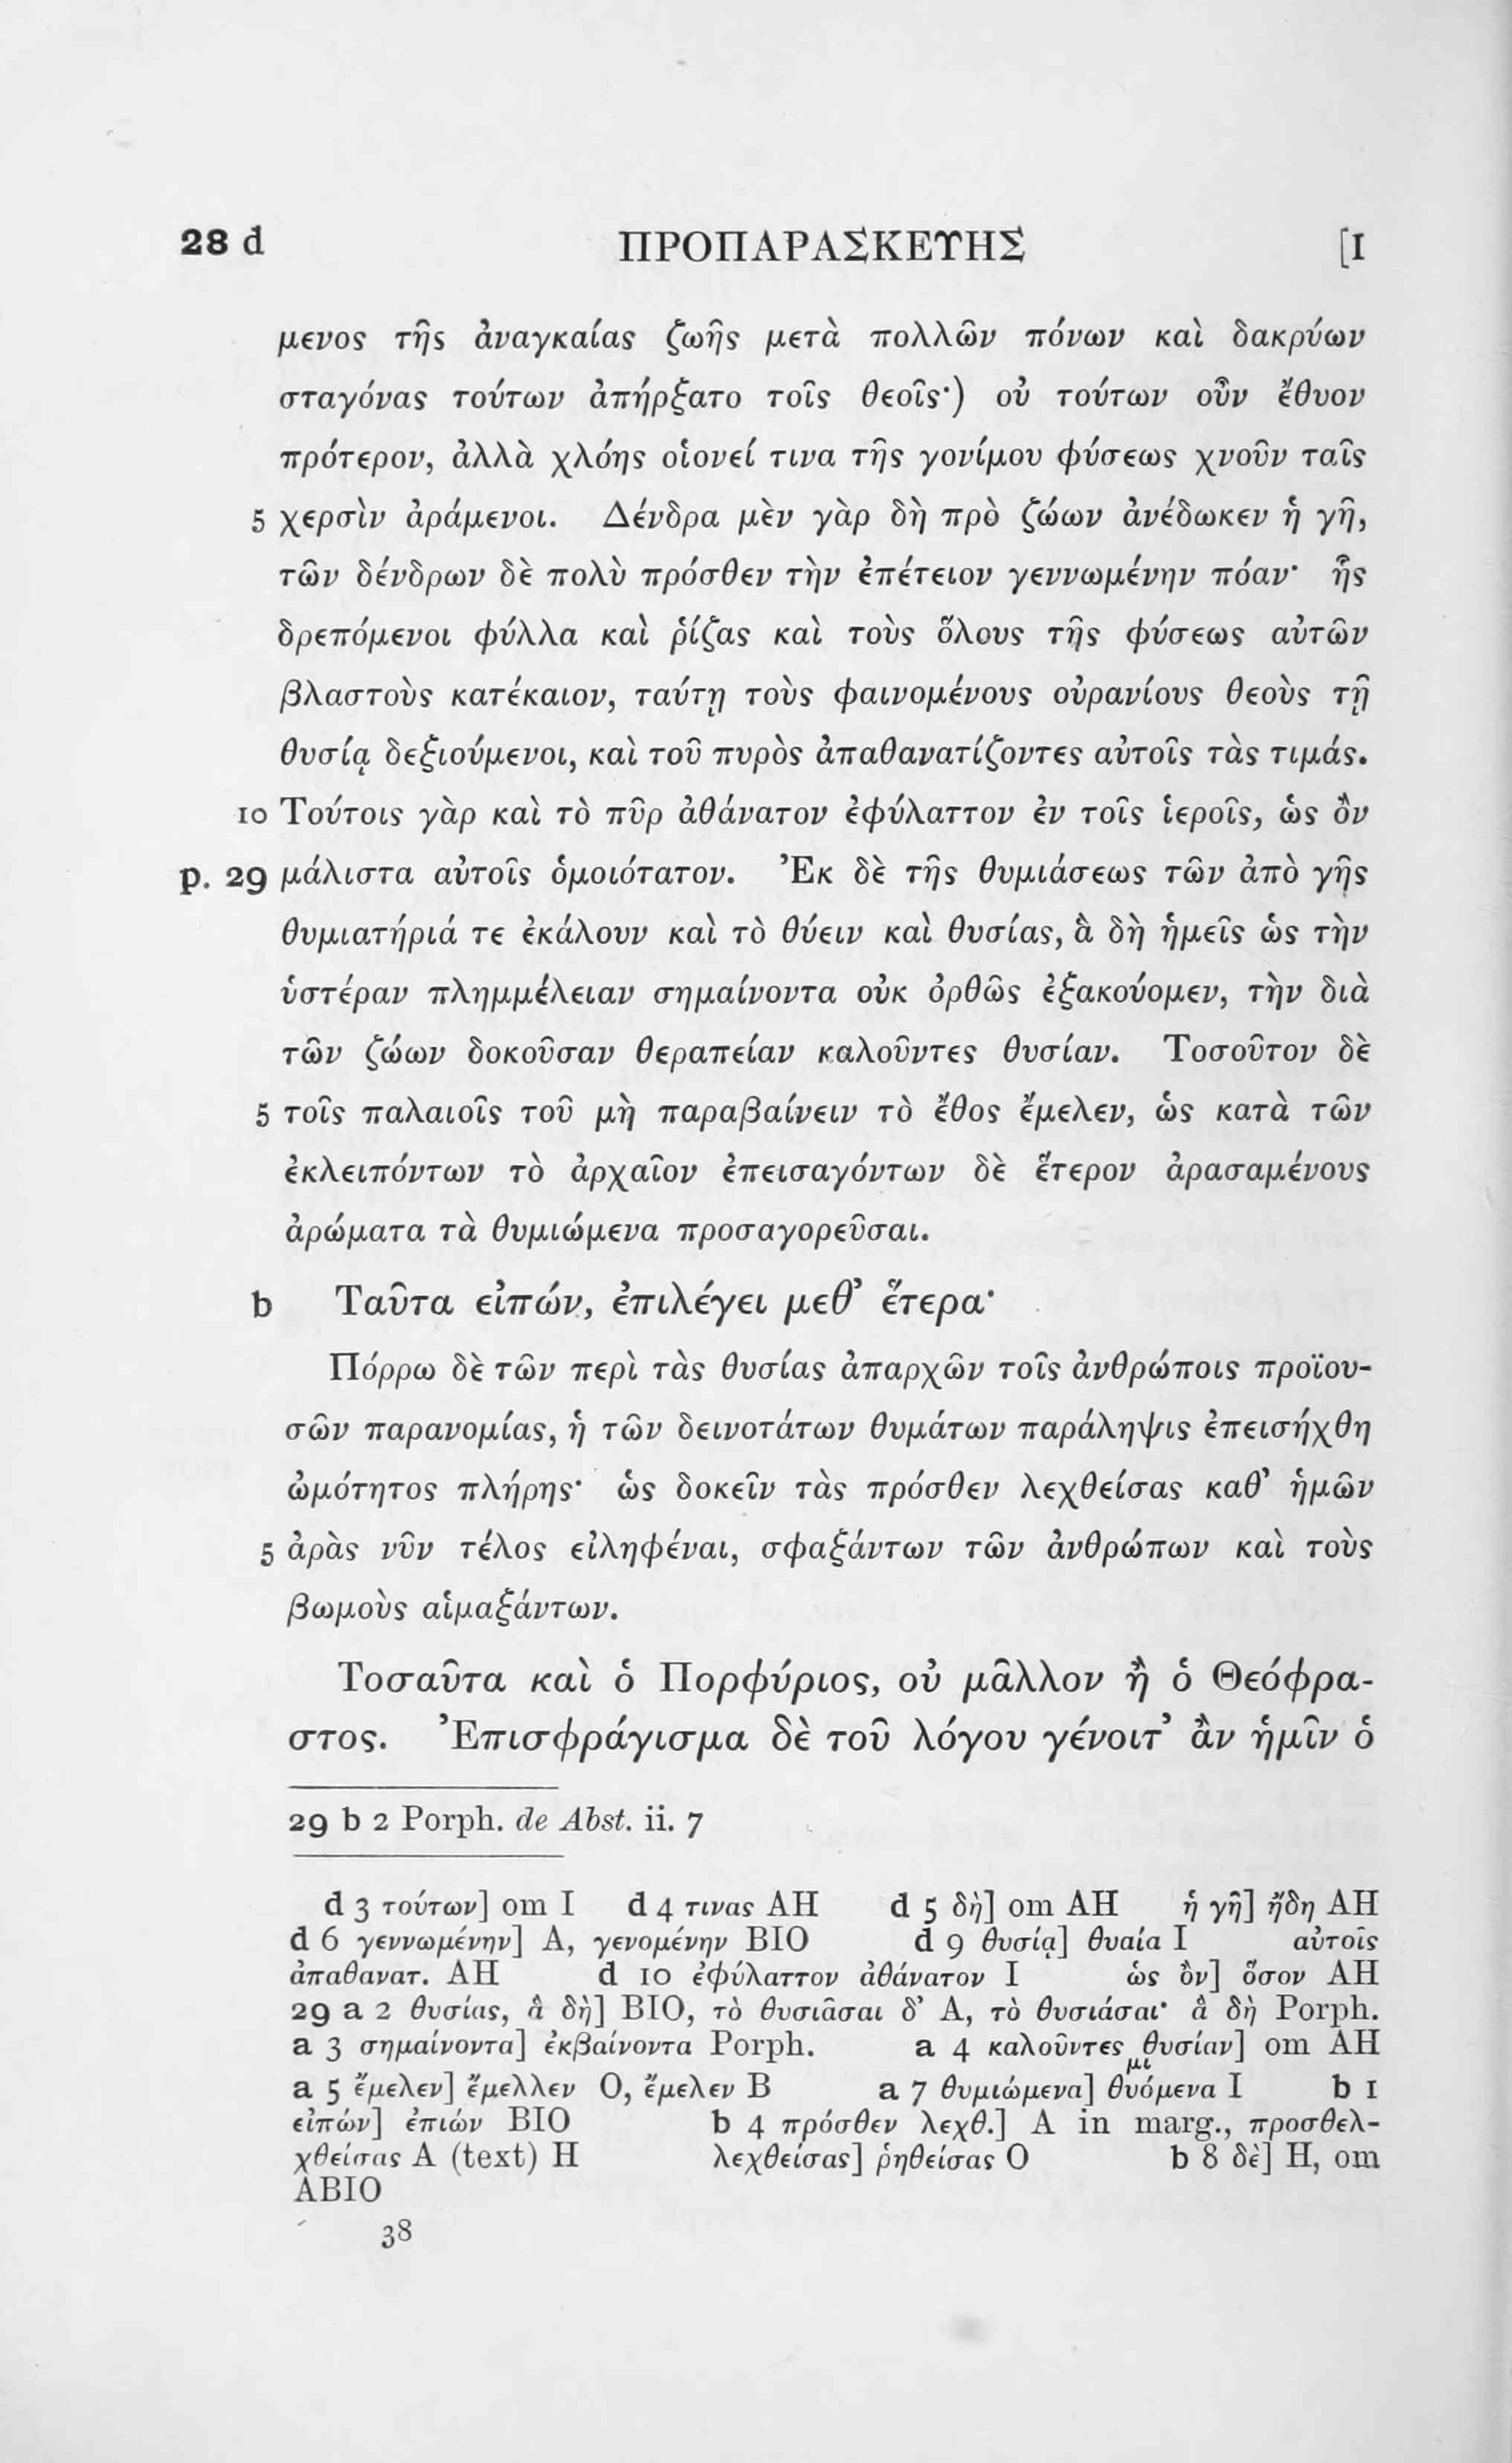 28 d ΠΡΟΠΑΡΑΣΚΕΥΗΣ [I
μενος τῆς ἀναγκαίας ζωῆς μετὰ πολλῶν πόνων καὶ δακρύων
σταγόνας τούτων ἀπήρξατο τοῖς θεοῖς·) οὐ τούτων οὖν ἔθυον
πρότερον, ἀλλὰ χλόης οἱονεί τινα τῆς γονίμου φύσεως χνοῦν ταῖς
5 χερσὶν ἀράμενοι. Δένδρα μὲν γὰρ δὴ πρὸ ζώων ἀνέδωκεν ἡ γῆ,
τῶν δένδρων δὲ πολὺ πρόσθεν τὴν ἐπέτειον γεννωμένην πόαν· ἧς
δρεπόμενοι φύλλα καὶ ῥίζας καὶ τοὺς ὅλους τῆς φύσεως αὐτῶν
βλαστοὺς κατέκαιον, ταύτῃ τοὺς φαινομένους οὐρανίους θεοὺς τῇ
θυσίᾳ δεξιούμενοι, καὶ τοῦ πυρὸς ἀπαθανατίζοντες αὐτοῖς τὰς τιμάς.
10 Τούτοις γὰρ καὶ τὸ πῦρ ἀθάνατον ἐφύλαττον ἐν τοῖς ἱεροῖς, ὡς ὂν
p. 29 μάλιστα αὐτοῖς ὁμοιότατον. Ἐκ δὲ τῆς θυμιάσεως τῶν ἀπὸ γῆς
θυμιατήριά τε ἐκάλουν καὶ τὸ θύειν καὶ θυσίας, ἃ δὴ ἡμεῖς ὡς τὴν
ὑστέραν πλημμέλειαν σημαίνοντα οὐκ ὀρθῶς ἐξακούομεν, τὴν διὰ
τῶν ζώων δοκοῦσαν θεραπείαν καλοῦντες θυσίαν. Τοσοῦτον δὲ
5 τοῖς παλαιοῖς τοῦ μὴ παραβαίνειν τὸ ἔθος ἔμελεν, ὡς κατὰ τῶν
ἐκλειπόντων τὸ ἀρχαῖον ἐπεισαγόντων δὲ ἕτερον ἀρασαμένους
ἀρώματα τὰ θυμιώμενα προσαγορεῦσαι.
b Ταῦτα εἰπών, ἐπιλέγει μεθ’ ἕτερα·
Πόρρω δὲ τῶν περὶ τὰς θυσίας ἀπαρχῶν τοῖς ἀνθρώποις προϊου-
σῶν παρανομίας, ἡ τῶν δεινοτάτων θυμάτων παράληψις ἐπεισήχθη
ὠμότητος πλήρης· ὡς δοκεῖν τὰς πρόσθεν λεχθείσας καθ’ ἡμῶν
5 ἀρὰς νῦν τέλος εἰληφέναι, σφαξάντων τῶν ἀνθρώπων καὶ τοὺς
βωμοὺς αἱμαξάντων.
Τοσαῦτα καὶ ὁ Πορφύριος, οὐ μᾶλλον ἢ ὁ Θεόφρα-
στος. Ἐπισφράγισμα δὲ τοῦ λόγου γένοιτ’ ἂν ἡμῖν ὁ
29 b 2 Porph. de Abst. ii. 7
d 3 τούτων] om I d 4 τινας AH d 5 δὴ] om AH ἡ γῆ] ἤδη AH
d 6 γεννωμένην] A, γενομένην BIO d 9 θυσίᾳ] θυαία I αὐτοῖς
ἀπαθανατ. AH d 10 ἐφύλαττον ἀθάνατον I ὡς ὂν] ὅσον AH
29 a 2 θυσίας, ἃ δὴ] BIO, τὸ θυσιᾶσαι δ’ A, τὸ θυσιάσαι· ἃ δὴ Porph.
a 3 σημαίνοντα] ἐκβαίνοντα Porph. a 4 καλοῦντες θυσίαν] om AH
a 5 ἔμελεν] ἔμελλεν O, ἔμελεν B a 7 θυμιώμενα] θυμιόμενα I b 1
εἰπών] ἐπιών BIO b 4 πρόσθεν λεχθ.] A in marg., προσθελ-
χθείσας A (text) H λεχθείσας] ῥηθείσας O b 8 δὲ] H, om
ABIO
38